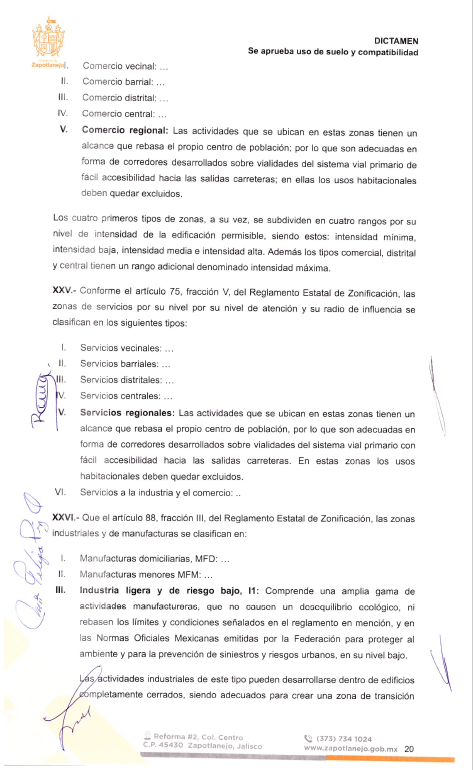 DICTAMEN
Se aprueba uso de suelo y compatibilidad
Zapotlanejo
I. Comercio vecinal: ...
II. Comercio barrial: ...
III. Comercio distrital: ...
IV. Comercio central: ...
V. Comercio regional: Las actividades que se ubican en estas zonas tienen un
alcance que rebasa el propio centro de población; por lo que son adecuadas en
forma de corredores desarrollados sobre vialidades del sistema vial primario de
fácil accesibilidad hacia las salidas carreteras; en ellas los usos habitacionales
deben quedar excluidos.
Los cuatro primeros tipos de zonas, a su vez, se subdividen en cuatro rangos por su
nivel de intensidad de la edificación permisible, siendo estos: intensidad mínima,
intensidad baja, intensidad media e intensidad alta. Además los tipos comercial, distrital
y central tienen un rango adicional denominado intensidad máxima.
XXV.- Conforme el artículo 75, fracción V, del Reglamento Estatal de Zonificación, las
zonas de servicios por su nivel por su nivel de atención y su radio de influencia se
clasifican en los siguientes tipos:
I. Servicios vecinales: ...
II. Servicios barriales: ...
III. Servicios distritales: ...
IV. Servicios centrales: ...
V. Servicios regionales: Las actividades que se ubican en estas zonas tienen un
alcance que rebasa el propio centro de población, por lo que son adecuadas en
forma de corredores desarrollados sobre vialidades del sistema vial primario con
fácil accesibilidad hacia las salidas carreteras. En estas zonas los usos
habitacionales deben quedar excluidos.
VI. Servicios a la industria y el comercio: ..
XXVI.- Que el artículo 88, fracción III, del Reglamento Estatal de Zonificación, las zonas
industriales y de manufacturas se clasifican en:
I. Manufacturas domiciliarias, MFD: ...
II. Manufacturas menores MFM: ...
III. Industria ligera y de riesgo bajo, I1: Comprende una amplia gama de
actividades manufactureras, que no causon un desequilibrio ecológico, ni
rebasen los límites y condiciones señalados en el reglamento en mención, y en
las Normas Oficiales Mexicanas emitidas por la Federación para proteger al
ambiente y para la prevención de siniestros y riesgos urbanos, en su nivel bajo.
Las actividades industriales de este tipo pueden desarrollarse dentro de edificios
completamente cerrados, siendo adecuados para crear una zona de transición
Reforma #2, Col. Centro
C.P. 45430 Zapotlanejo, Jalisco
(373) 734 1024
www.zapotlanejo.gob.mx 20